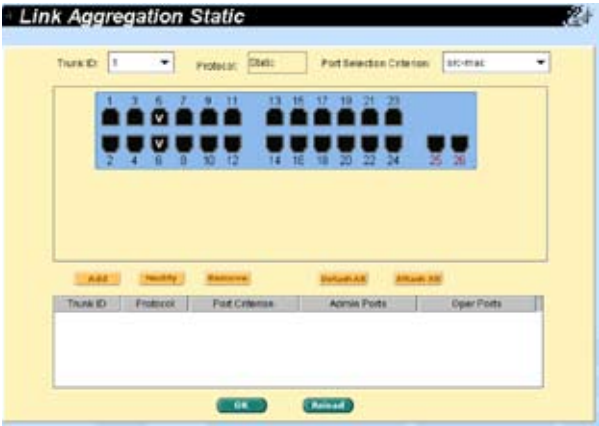 Link Aggregation Static
Trunk ID: 1 Protocol: Static Port Selection Criterion: src-mac
1 3 5 7 9 11 13 15 17 19 21 23
V
V
2 4 6 8 10 12 14 16 18 20 22 24 25 26
Add Modify Remove Detach All Attach All
Trunk ID Protocol Port Criterion Admin Ports Oper Ports
OK Reload